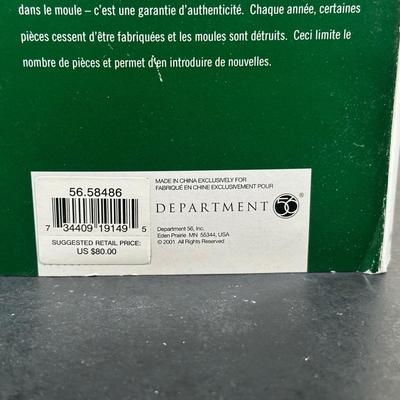 dans le moule – c'est une garantie d'authenticité. Chaque année, certaines
pièces cessent d'être fabriquées et les moules sont détruits. Ceci limite le
nombre de pièces et permet d'en introduire de nouvelles.
56.58486
7 34409 19149 5
SUGGESTED RETAIL PRICE:
US $80.00
MADE IN CHINA EXCLUSIVELY FOR
FABRIQUÉ EN CHINE EXCLUSIVEMENT POUR
DEPARTMENT 56 ®
Department 56, Inc.
Eden Prairie MN 55344, USA
© 2001 All Rights Reserved